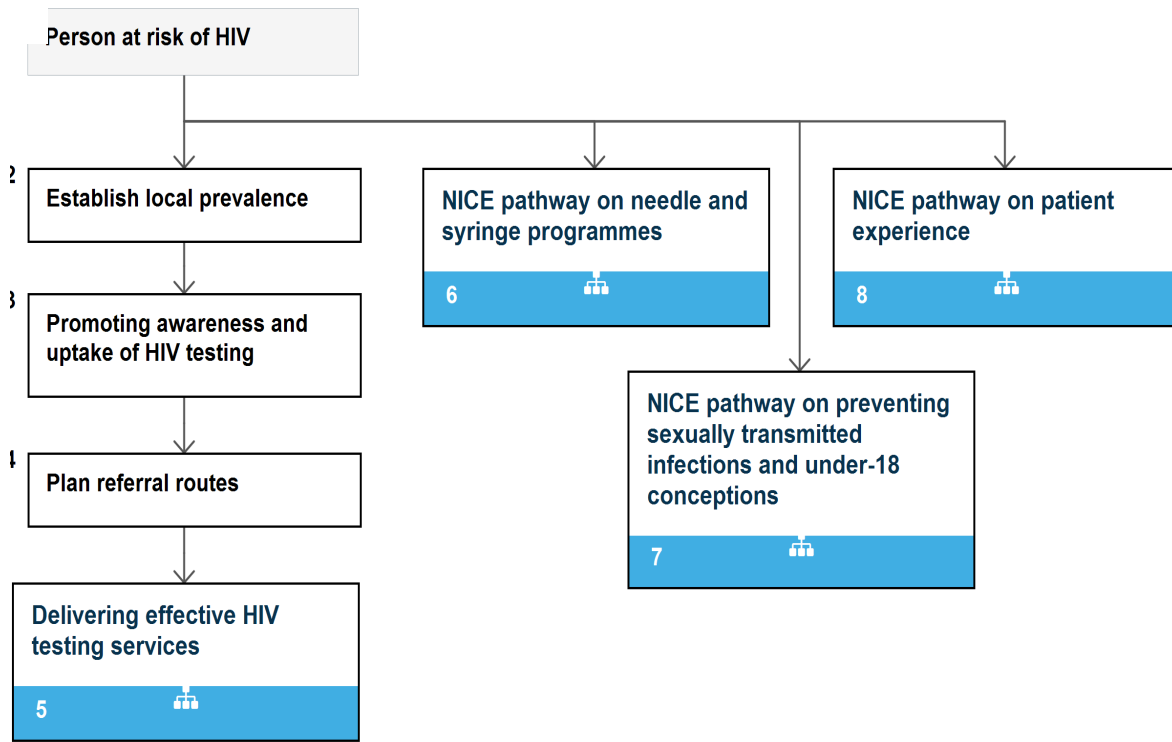 Person at risk of HIV
2
Establish local prevalence
3
Promoting awareness and
uptake of HIV testing
4
Plan referral routes
Delivering effective HIV
testing services
5
NICE pathway on needle and
syringe programmes
6
NICE pathway on preventing
sexually transmitted
infections and under-18
conceptions
7
NICE pathway on patient
experience
8